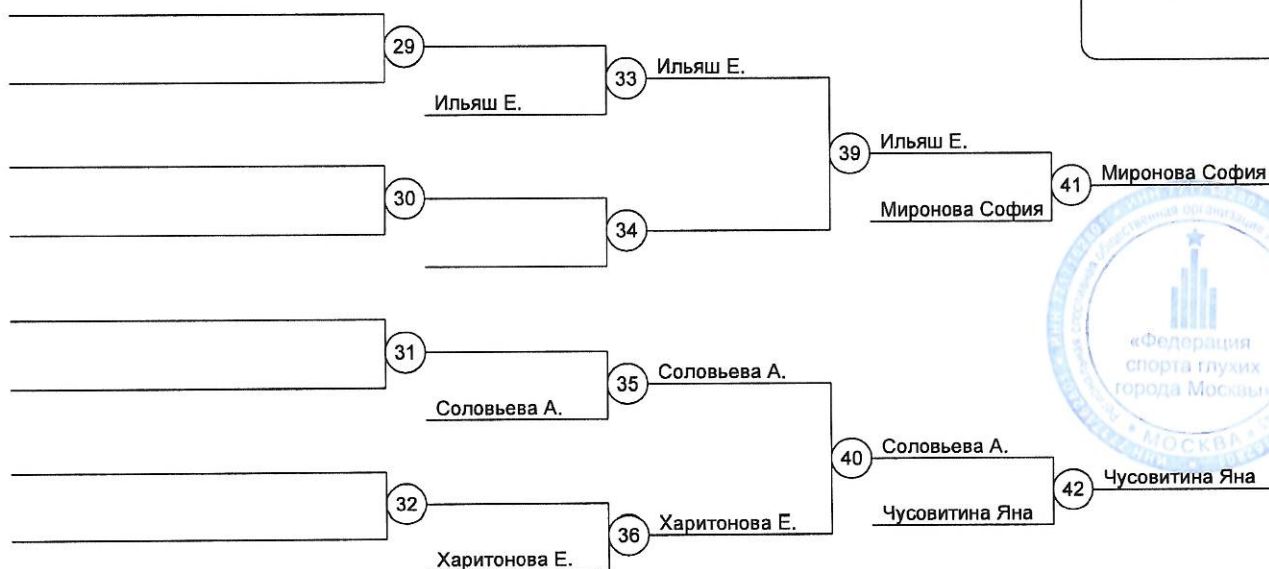 29
33
Ильяш Е.
Ильяш Е.
39
Ильяш Е.
30
41
Миронова София
Миронова София
34
31
35
Соловьева А.
«Федерация
спорта глухих
города Москвы»
Соловьева А.
МОСКВА
40
Соловьева А.
32
42
Чусовитина Яна
Чусовитина Яна
36
Харитонова Е.
Харитонова Е.